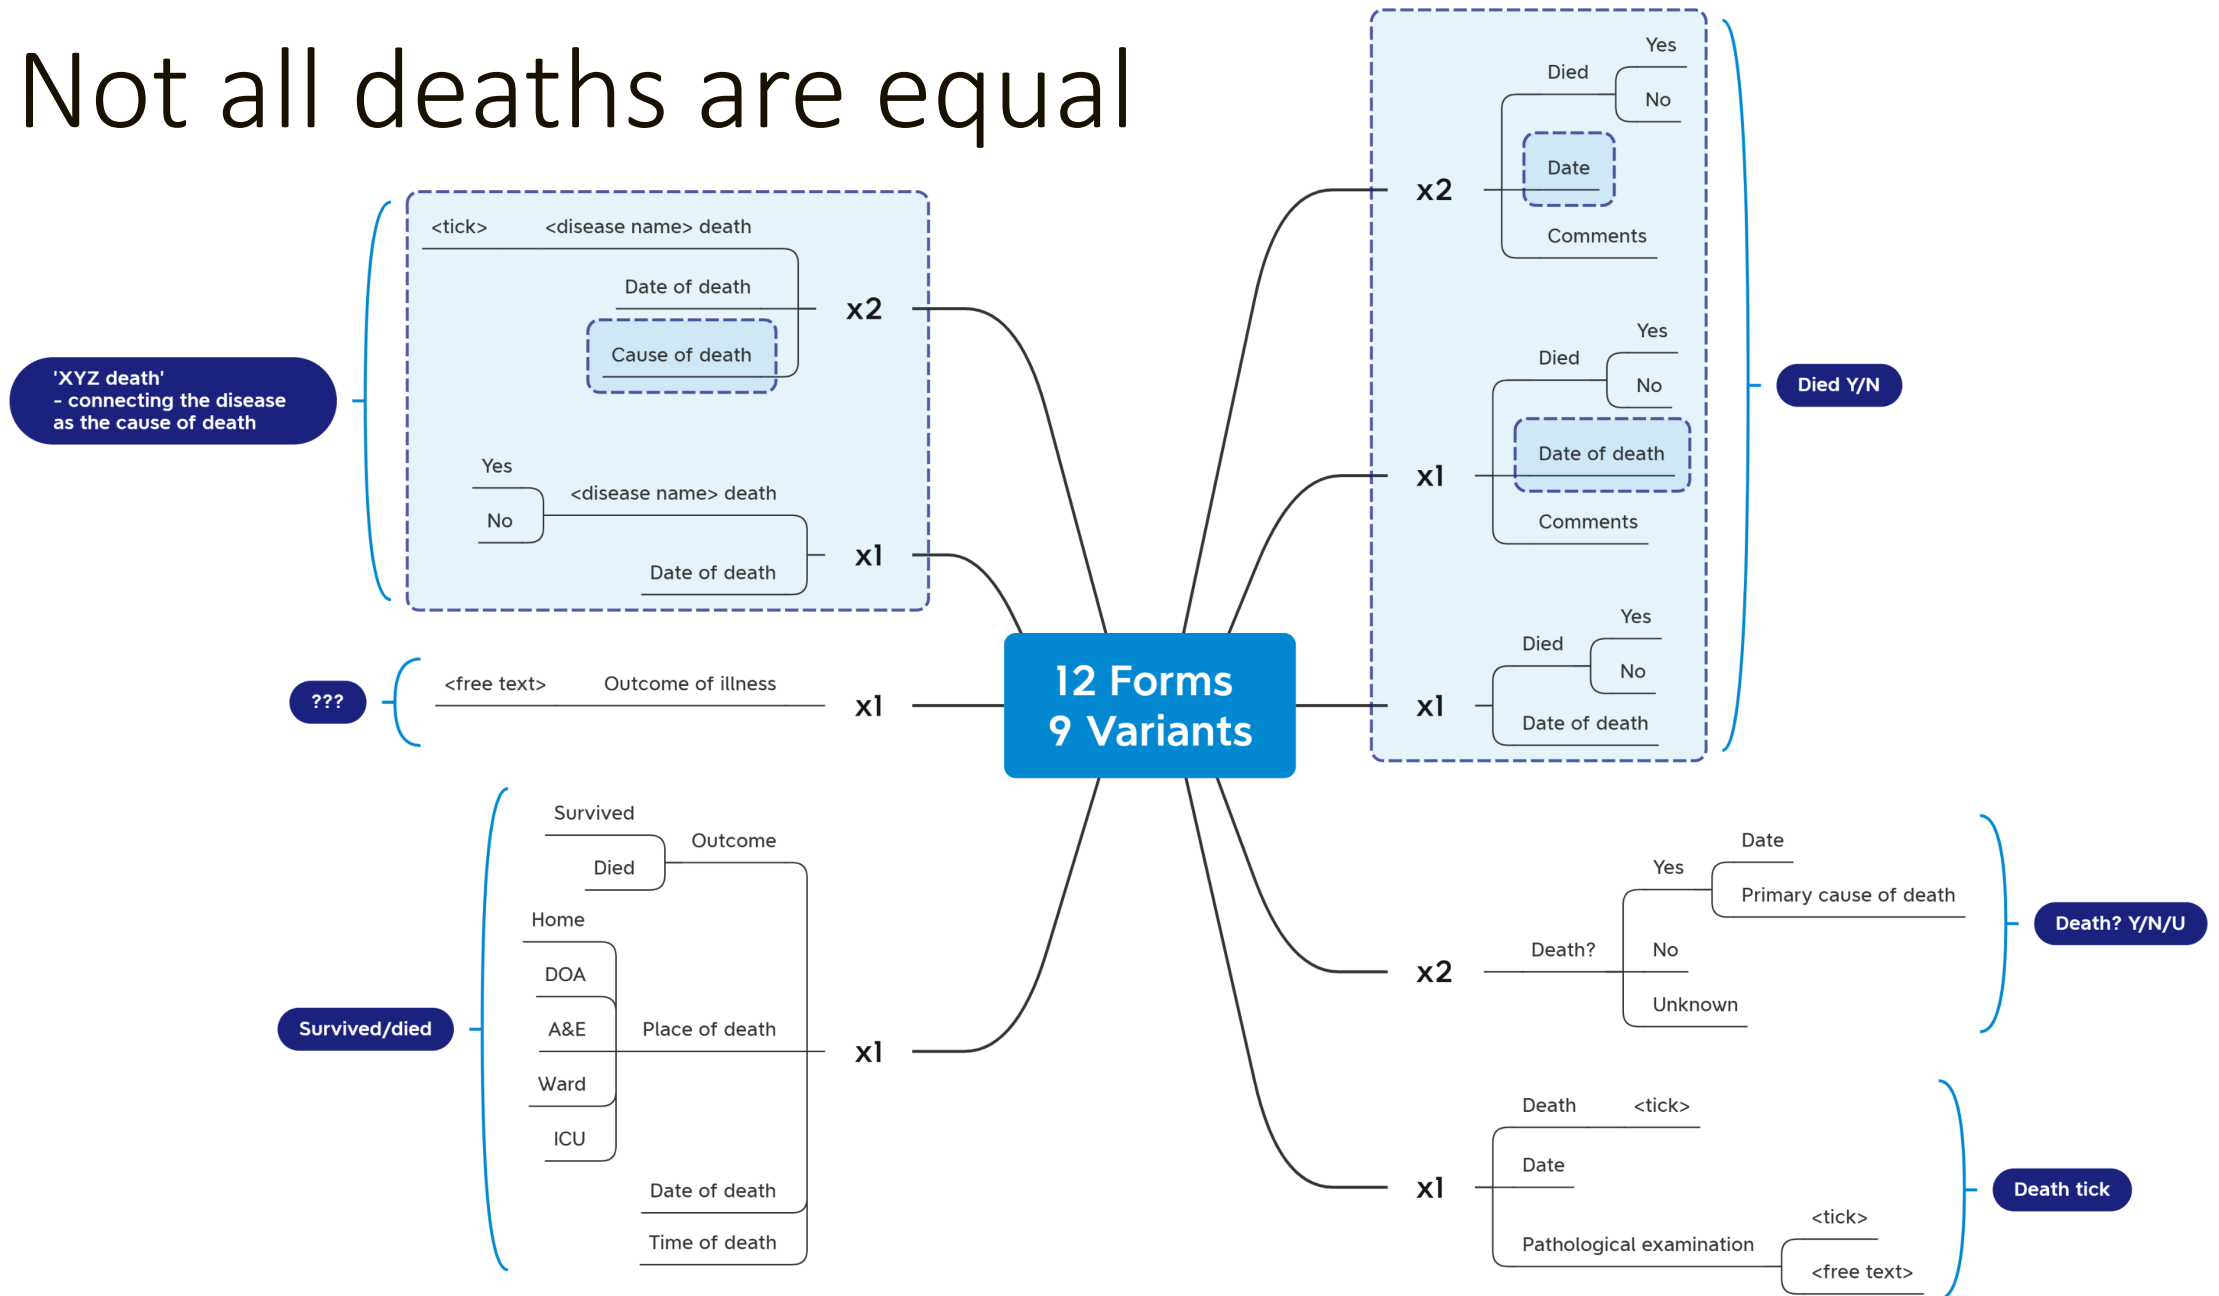 Not all deaths are equal
<tick> <disease name> death
Date of death
Cause of death
x2
'XYZ death'
- connecting the disease
as the cause of death
Yes
No
<disease name> death
Date of death
x1
<free text> Outcome of illness
x1
???
Survived
Died
Outcome
Home
DOA
A&E
Ward
ICU
Place of death
Date of death
Time of death
x1
Survived/died
12 Forms
9 Variants
x2
Died
Yes
No
Date
Comments
x1
Died
Yes
No
Date of death
Comments
x1
Died
Yes
No
Date of death
Died Y/N
x2
Death?
Yes
Date
Primary cause of death
No
Unknown
Death? Y/N/U
x1
Death <tick>
Date
Pathological examination
<tick>
<free text>
Death tick